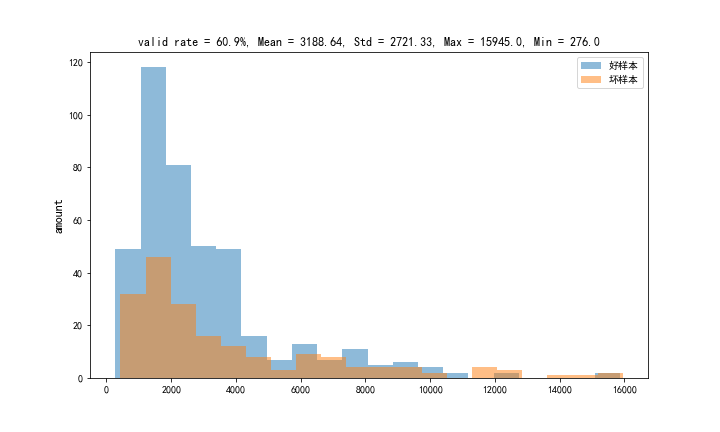 valid rate = 60.9%, Mean = 3188.64, Std = 2721.33, Max = 15945.0, Min = 276.0
好样本
坏样本
amount
120
100
80
60
40
20
0
0 2000 4000 6000 8000 10000 12000 14000 16000